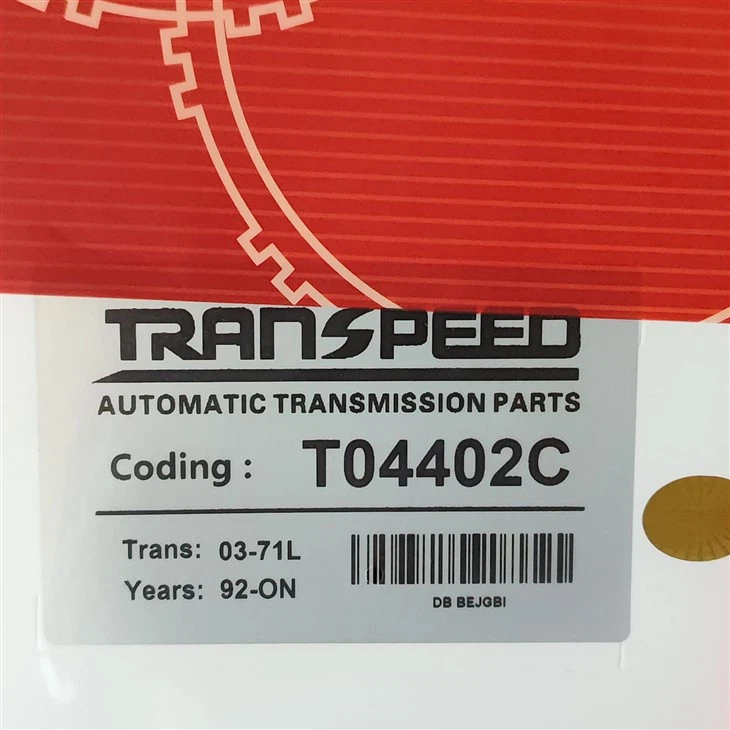 TRANSPEED
AUTOMATIC TRANSMISSION PARTS
Coding : T04402C
Trans: 03-71L
Years: 92-ON
DB BEJGBI